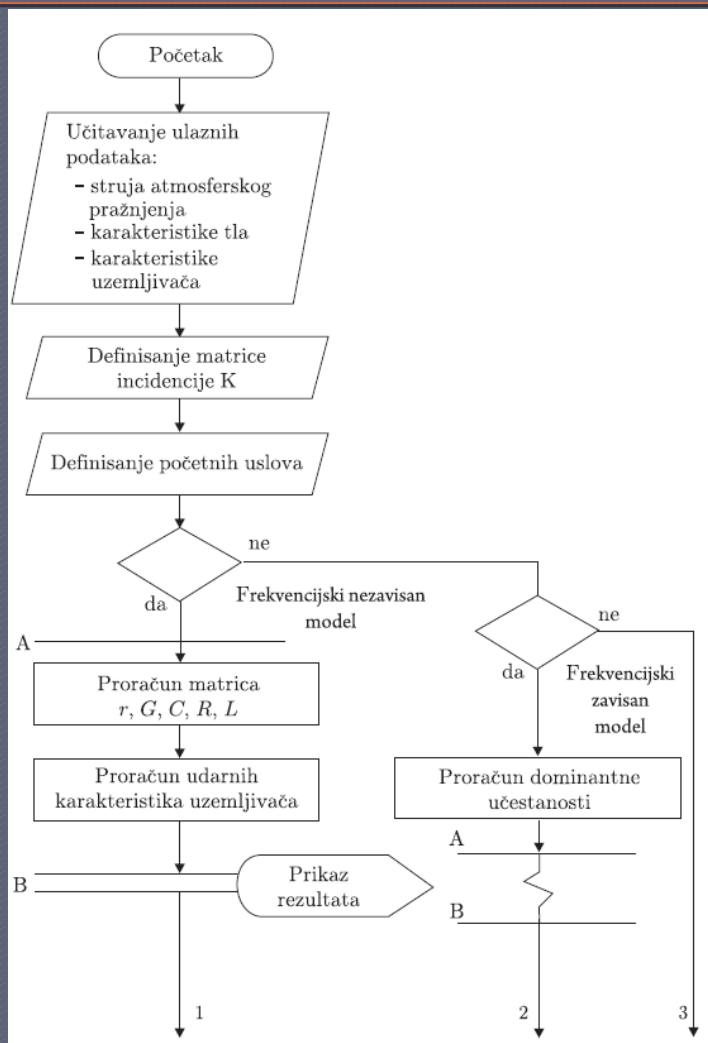 Početak
Učitavanje ulaznih
podataka:
– struja atmosferskog
pražnjenja
– karakteristike tla
– karakteristike
uzemljivača
Definisanje matrice
incidencije K
Definisanje početnih uslova
ne
da
Frekvencijski nezavisan
model
ne
da
Frekvencijski
zavisan
model
A
Proračun matrica
r, G, C, R, L
Proračun udarnih
karakteristika uzemljivača
Proračun dominantne
učestanosti
A
B
Prikaz
rezultata
B
1
2
3